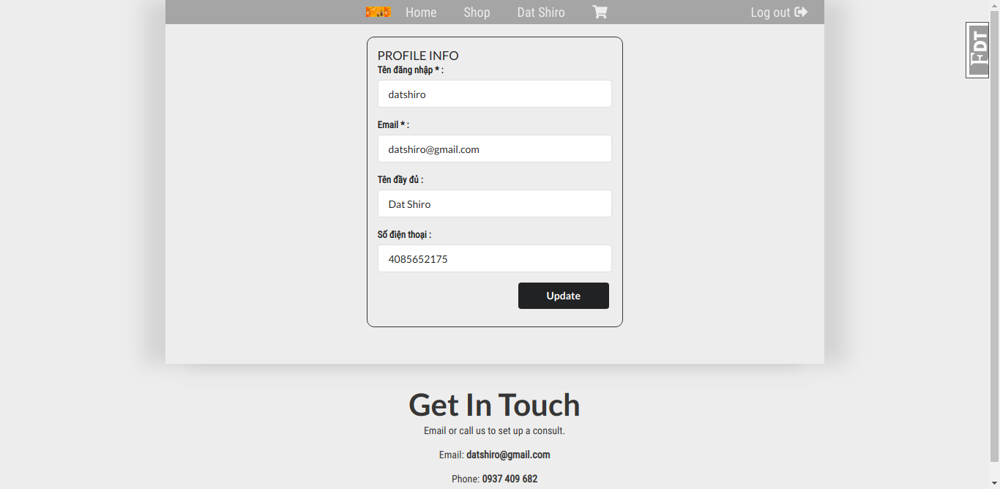 Home Shop Dat Shiro Log out
FDT
PROFILE INFO
Tên đăng nhập * :
datshiro
Email * :
datshiro@gmail.com
Tên đầy đủ :
Dat Shiro
Số điện thoại :
4085652175
Update
Get In Touch
Email or call us to set up a consult.
Email: datshiro@gmail.com
Phone: 0937 409 682